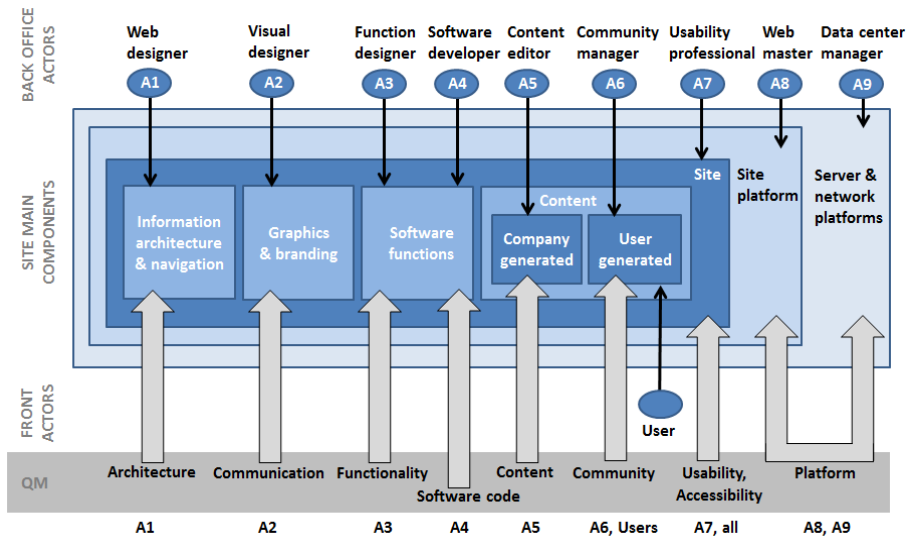 BACK OFFICE
ACTORS
Web
designer
Visual
designer
Function
designer
Software
developer
Content
editor
Community
manager
Usability
professional
Web
master
Data center
manager
A1
A2
A3
A4
A5
A6
A7
A8
A9
SITE MAIN
COMPONENTS
Site
Site
platform
Server &
network
platforms
Information
architecture
& navigation
Graphics
& branding
Software
functions
Content
Company
generated
User
generated
FRONT
ACTORS
User
QM
Architecture
Communication
Functionality
Software code
Content
Community
Usability,
Accessibility
Platform
A1
A2
A3
A4
A5
A6, Users
A7, all
A8, A9